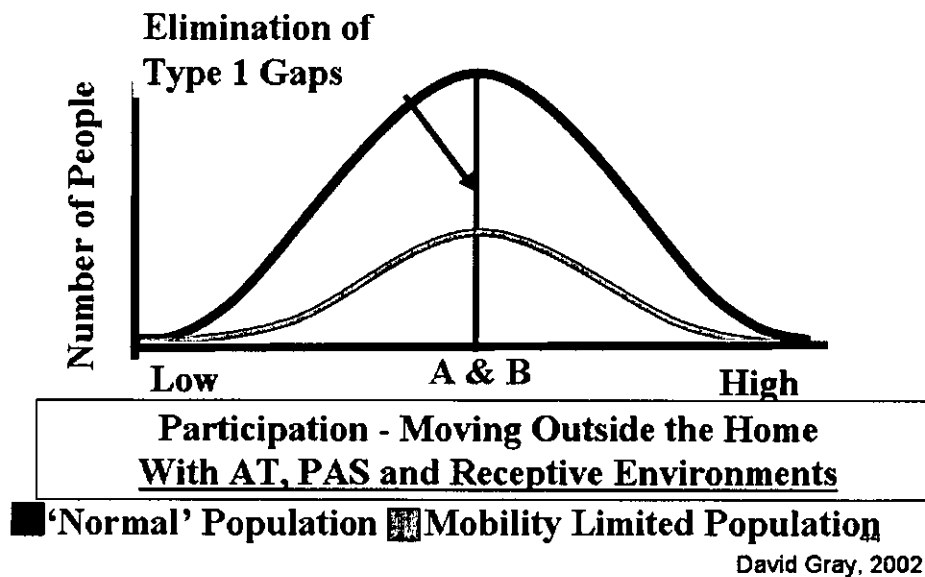 Elimination of
Type 1 Gaps
Number of People
Low
A & B
High
Participation - Moving Outside the Home
With AT, PAS and Receptive Environments
'Normal' Population Mobility Limited Population
44
David Gray, 2002